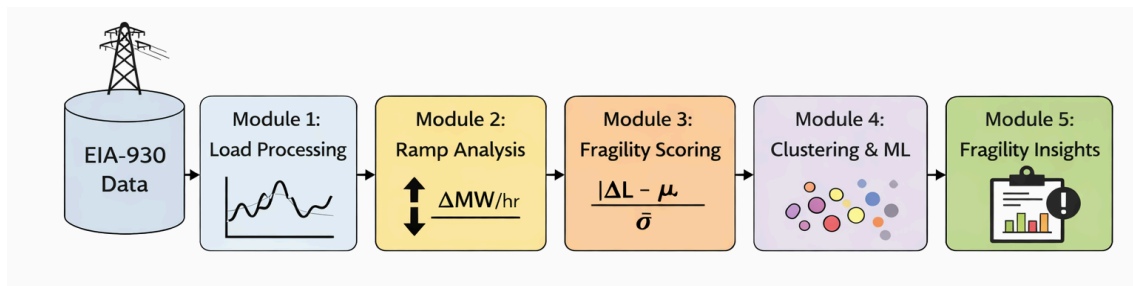 EIA-930
Data
Module 1:
Load Processing
Module 2:
Ramp Analysis
ΔMW/hr
Module 3:
Fragility Scoring
|ΔL - μ
σ̄
Module 4:
Clustering & ML
Module 5:
Fragility Insights
!